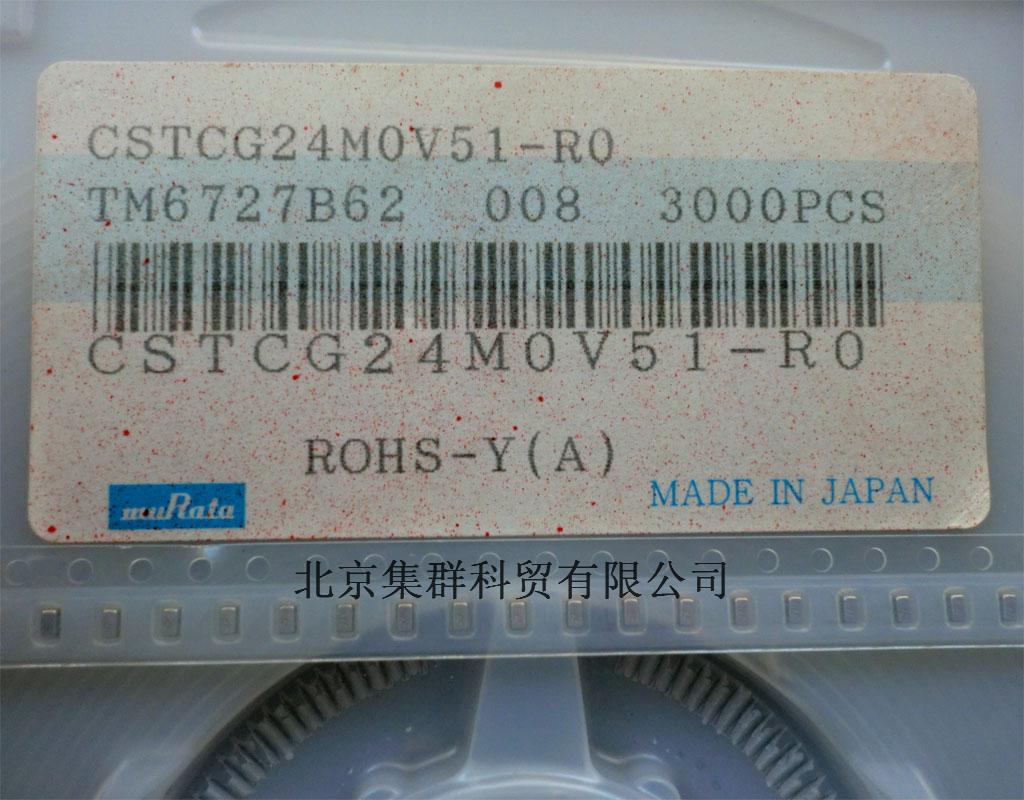 CSTCG24M0V51-R0
TM6727B62 008 3000PCS
CSTCG24M0V51-R0
ROHS-Y(A)
muRata
MADE IN JAPAN
北京集群科贸有限公司